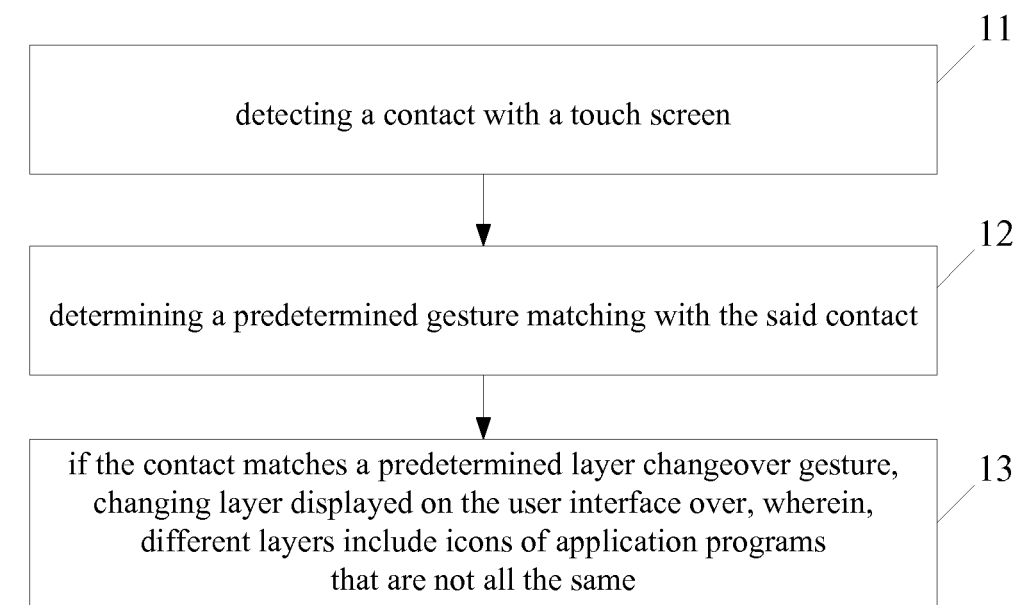 11
detecting a contact with a touch screen
12
determining a predetermined gesture matching with the said contact
13
if the contact matches a predetermined layer changeover gesture,
changing layer displayed on the user interface over, wherein,
different layers include icons of application programs
that are not all the same